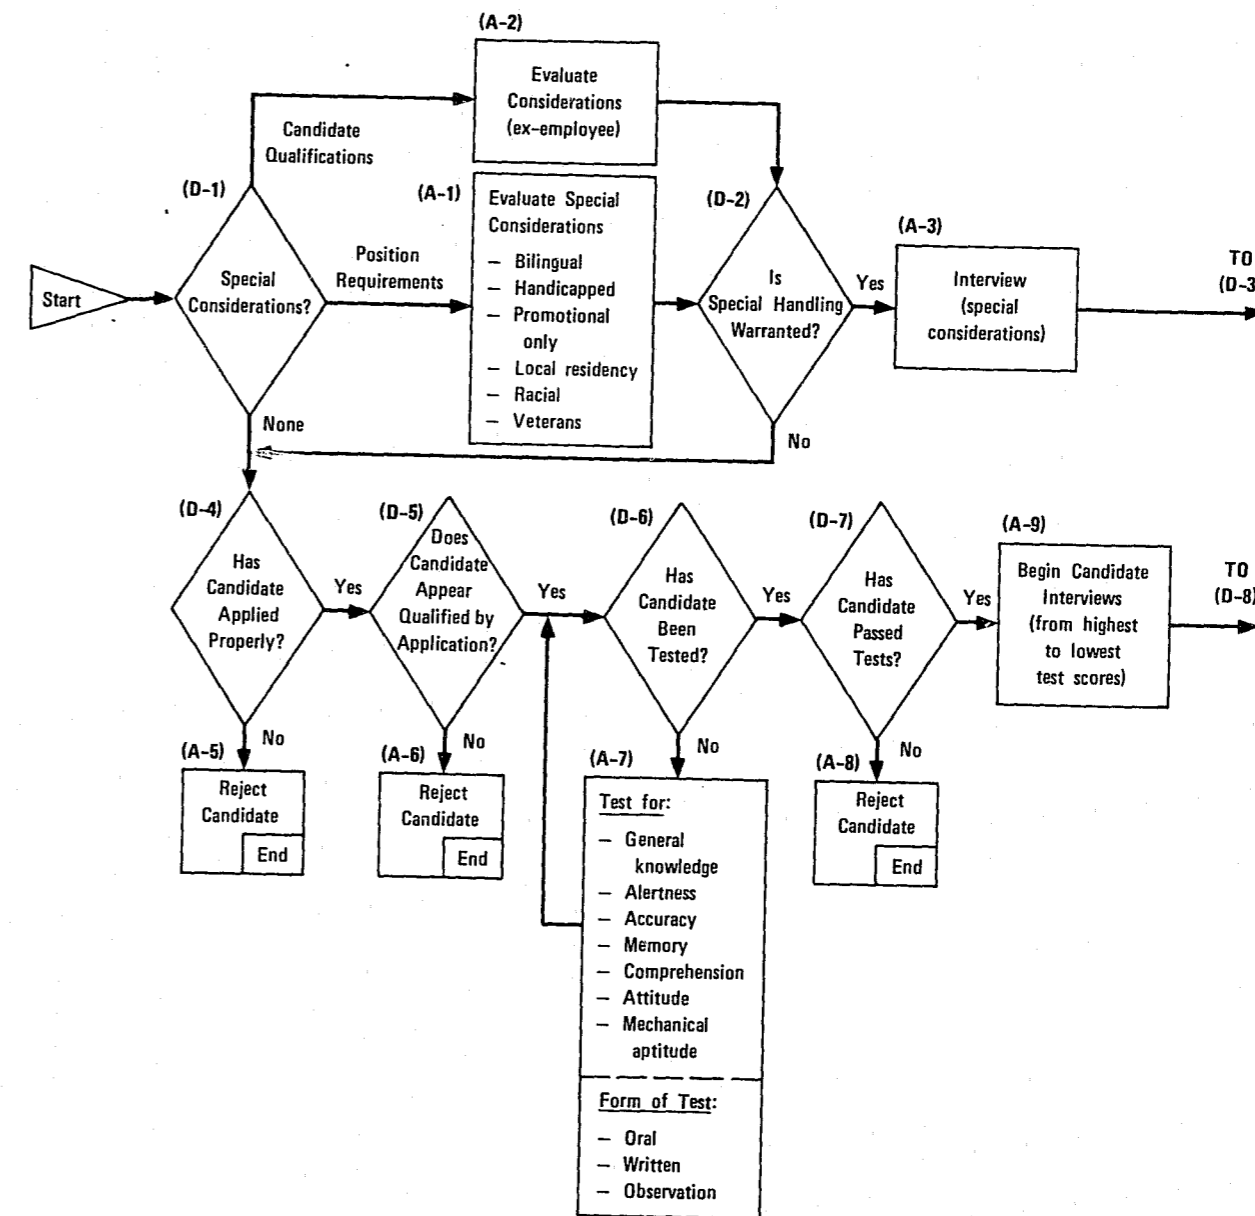 (A-2)
Evaluate
Considerations
(ex-employee)
Candidate
Qualifications
(D-1)
Special
Considerations?
Start
Position
Requirements
(A-1)
Evaluate Special
Considerations
– Bilingual
– Handicapped
– Promotional
only
– Local residency
– Racial
– Veterans
(D-2)
Is
Special Handling
Warranted?
Yes
(A-3)
Interview
(special
considerations)
TO
(D-3
None
No
(D-4)
Has
Candidate
Applied
Properly?
Yes
(D-5)
Does
Candidate
Appear
Qualified by
Application?
Yes
(D-6)
Has
Candidate
Been
Tested?
Yes
(D-7)
Has
Candidate
Passed
Tests?
Yes
(A-9)
Begin Candidate
Interviews
(from highest
to lowest
test scores)
TO
(D-8)
No
(A-5)
Reject
Candidate
End
No
(A-6)
Reject
Candidate
End
No
(A-7)
Test for:
– General
knowledge
– Alertness
– Accuracy
– Memory
– Comprehension
– Attitude
– Mechanical
aptitude
Form of Test:
– Oral
– Written
– Observation
No
(A-8)
Reject
Candidate
End